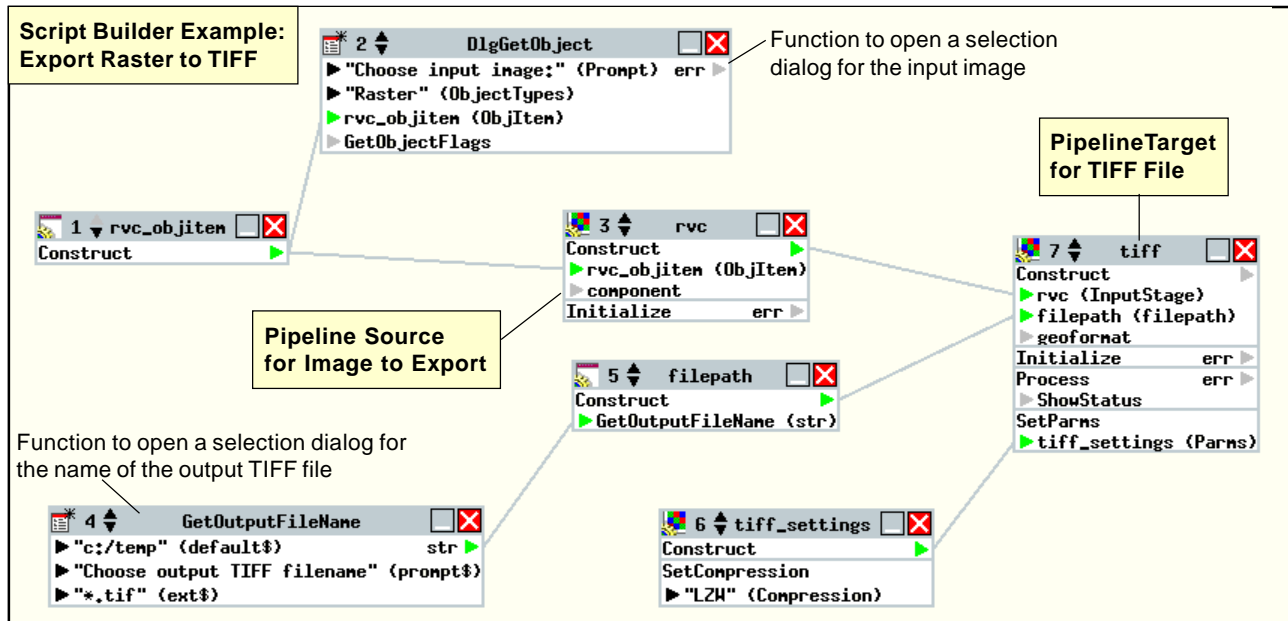 Script Builder Example:
Export Raster to TIFF
2 DlgGetObject
"Choose input image:" (Prompt) err
"Raster" (ObjectTypes)
rvc_objitem (ObjItem)
GetObjectFlags
Function to open a selection
dialog for the input image
PipelineTarget
for TIFF File
1 rvc_objitem
Construct
3 rvc
Construct
rvc_objitem (ObjItem)
component
Initialize err
7 tiff
Construct
rvc (InputStage)
filepath (filepath)
geoformat
Initialize err
Process err
ShowStatus
SetParms
tiff_settings (Parms)
Pipeline Source
for Image to Export
5 filepath
Construct
GetOutputFileName (str)
Function to open a selection dialog for
the name of the output TIFF file
4 GetOutputFileName
"c:/temp" (default$) str
"Choose output TIFF filename" (prompt$)
"*.tif" (ext$)
6 tiff_settings
Construct
SetCompression
"LZW" (Compression)